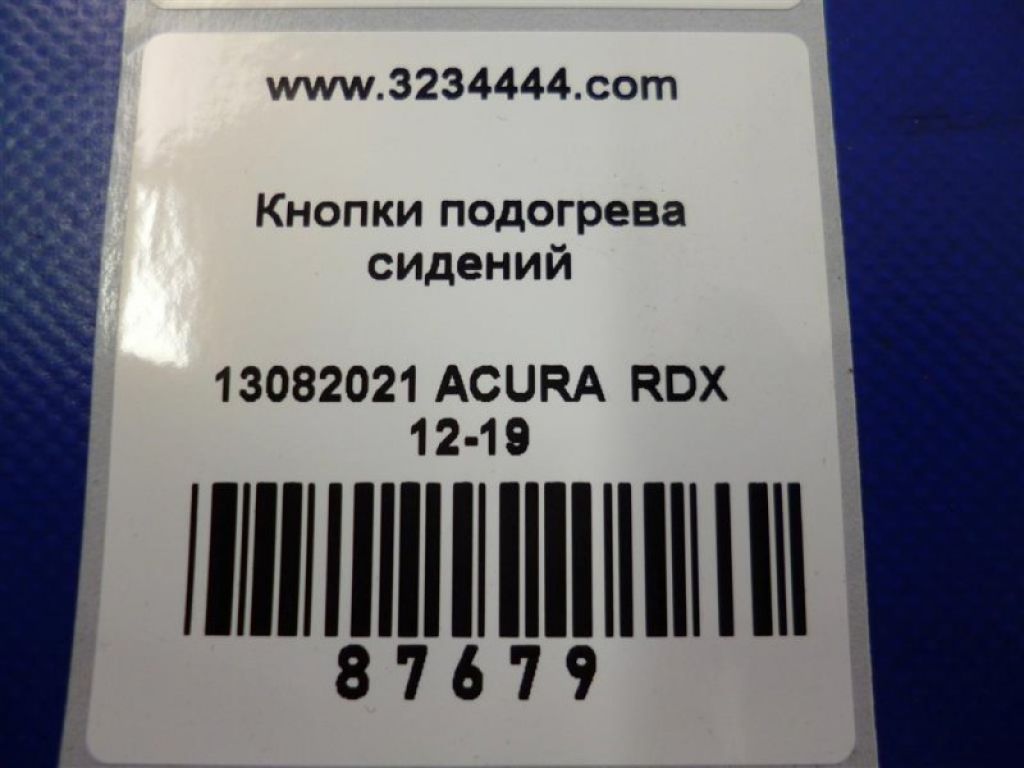 www.3234444.com
Кнопки подогрева
сидений
13082021 ACURA RDX
12-19
87679